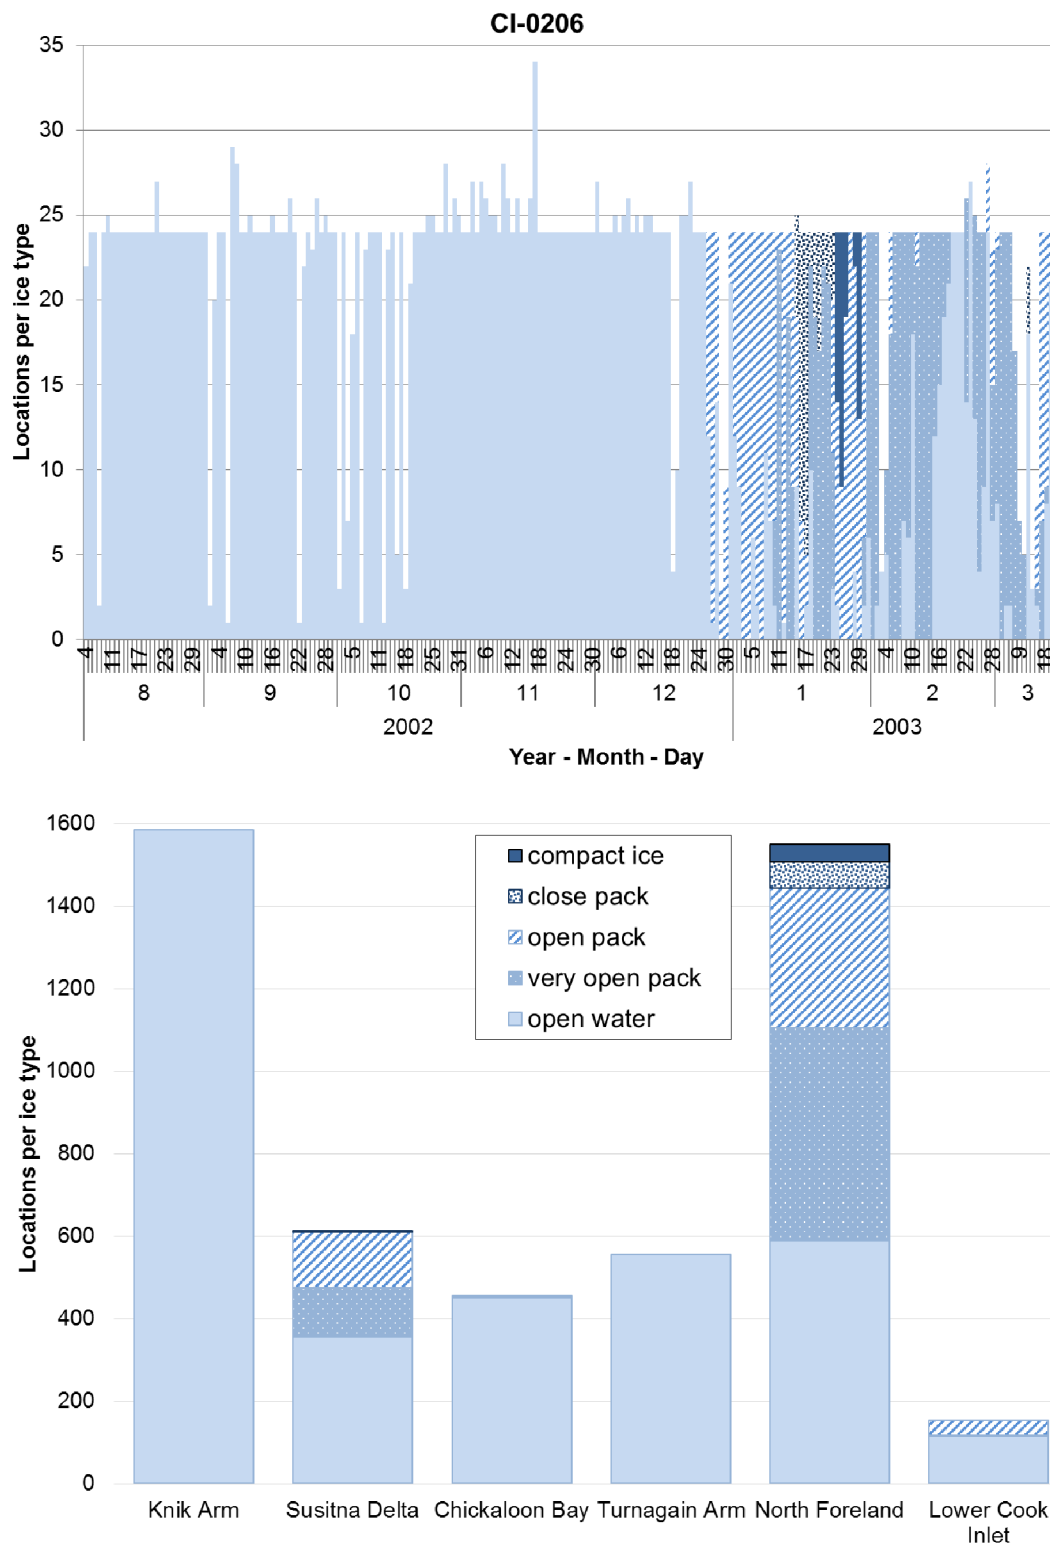 CI-0206
35
30
25
20
15
10
5
0
Locations per ice type
4 11 17 23 29 4 10 16 22 28 5 11 18 25 31 6 12 18 24 30 6 12 18 24 30 5 11 17 23 29 4 10 16 22 28 9 18
8 9 10 11 12 1 2 3
2002 2003
Year - Month - Day
1600
1400
1200
1000
800
600
400
200
0
Locations per ice type
compact ice
close pack
open pack
very open pack
open water
Knik Arm Susitna Delta Chickaloon Bay Turnagain Arm North Foreland Lower Cook
Inlet